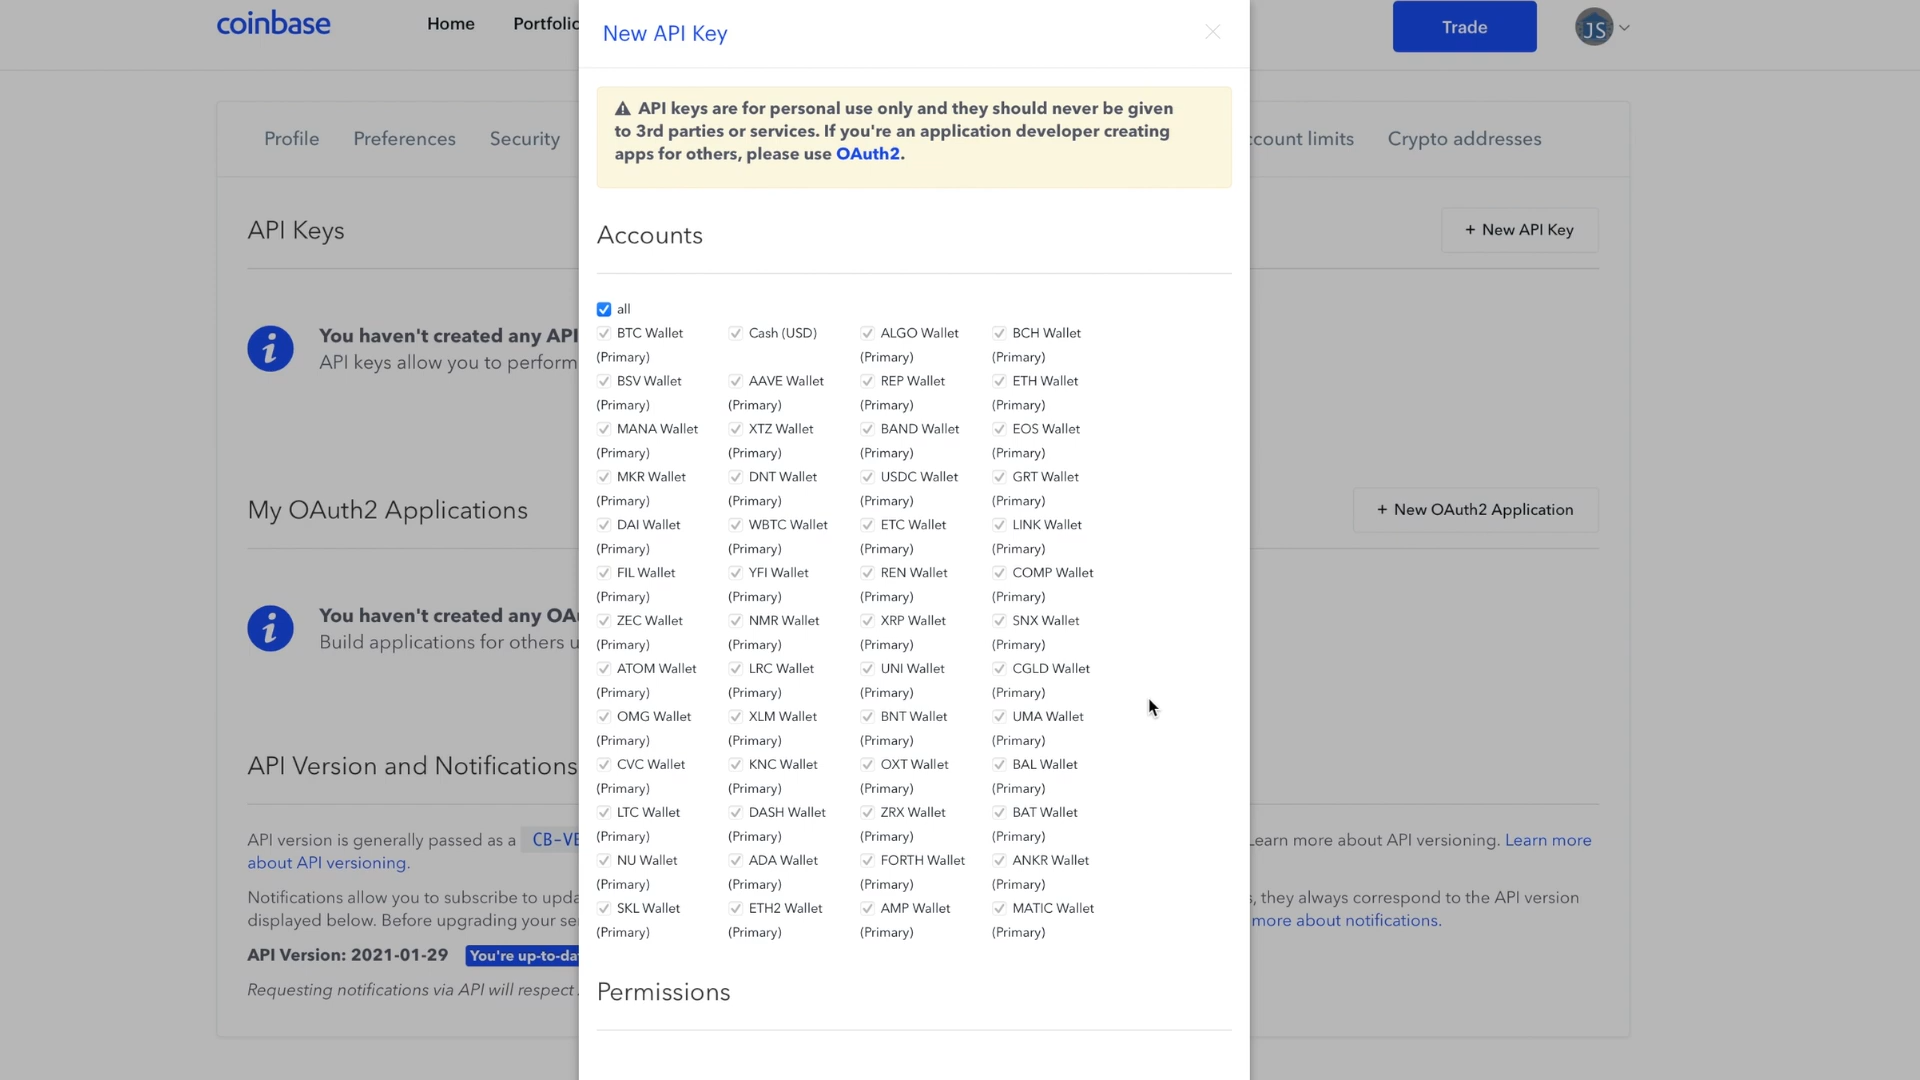 coinbase
Home
Portfolio
New API Key
Trade
JS
API keys are for personal use only and they should never be given
to 3rd parties or services. If you're an application developer creating
apps for others, please use OAuth2.
Profile
Preferences
Security
limits
Crypto addresses
API Keys
+ New API Key
Accounts
all
BTC Wallet (Primary)
Cash (USD)
ALGO Wallet (Primary)
BCH Wallet (Primary)
BSV Wallet (Primary)
AAVE Wallet (Primary)
REP Wallet (Primary)
ETH Wallet (Primary)
MANA Wallet (Primary)
XTZ Wallet (Primary)
BAND Wallet (Primary)
EOS Wallet (Primary)
MKR Wallet (Primary)
DNT Wallet (Primary)
USDC Wallet (Primary)
GRT Wallet (Primary)
DAI Wallet (Primary)
WBTC Wallet (Primary)
ETC Wallet (Primary)
LINK Wallet (Primary)
FIL Wallet (Primary)
YFI Wallet (Primary)
REN Wallet (Primary)
COMP Wallet (Primary)
ZEC Wallet (Primary)
NMR Wallet (Primary)
XRP Wallet (Primary)
SNX Wallet (Primary)
ATOM Wallet (Primary)
LRC Wallet (Primary)
UNI Wallet (Primary)
CGLD Wallet (Primary)
OMG Wallet (Primary)
XLM Wallet (Primary)
BNT Wallet (Primary)
UMA Wallet (Primary)
CVC Wallet (Primary)
KNC Wallet (Primary)
OXT Wallet (Primary)
BAL Wallet (Primary)
LTC Wallet (Primary)
DASH Wallet (Primary)
ZRX Wallet (Primary)
BAT Wallet (Primary)
NU Wallet (Primary)
ADA Wallet (Primary)
FORTH Wallet (Primary)
ANKR Wallet (Primary)
SKL Wallet (Primary)
ETH2 Wallet (Primary)
AMP Wallet (Primary)
MATIC Wallet (Primary)
Permissions
You haven't created any API
API keys allow you to perform
My OAuth2 Applications
+ New OAuth2 Application
You haven't created any
Build applications for others
API Version and Notifications
API version is generally passed as a CB-VE
Learn more about API versioning. Learn more
about API versioning.
Notifications allow you to subscribe to
they always correspond to the API version
displayed below. Before upgrading your
more about notifications.
API Version: 2021-01-29
You're up-to-da
Requesting notifications via API will respect